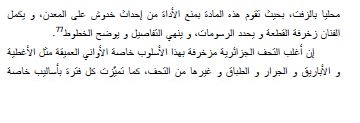 محليا بالزفت، بحيث تقوم هذه المادة بمنع الأداة من إحداث خدوش على المعدن، و يكمل
الفنان زخرفة القطعة و يحدد الرسومات، و ينهي التفاصيل و يوضح الخطوط⁷⁷.
إن أغلب التحف الجزائرية مزخرفة بهذا الأسلوب خاصة الأواني العميقة مثل الأغطية
و الأباريق و الجرار و الطباق و غيرها من التحف، كما تميّزت كل فترة بأساليب خاصة